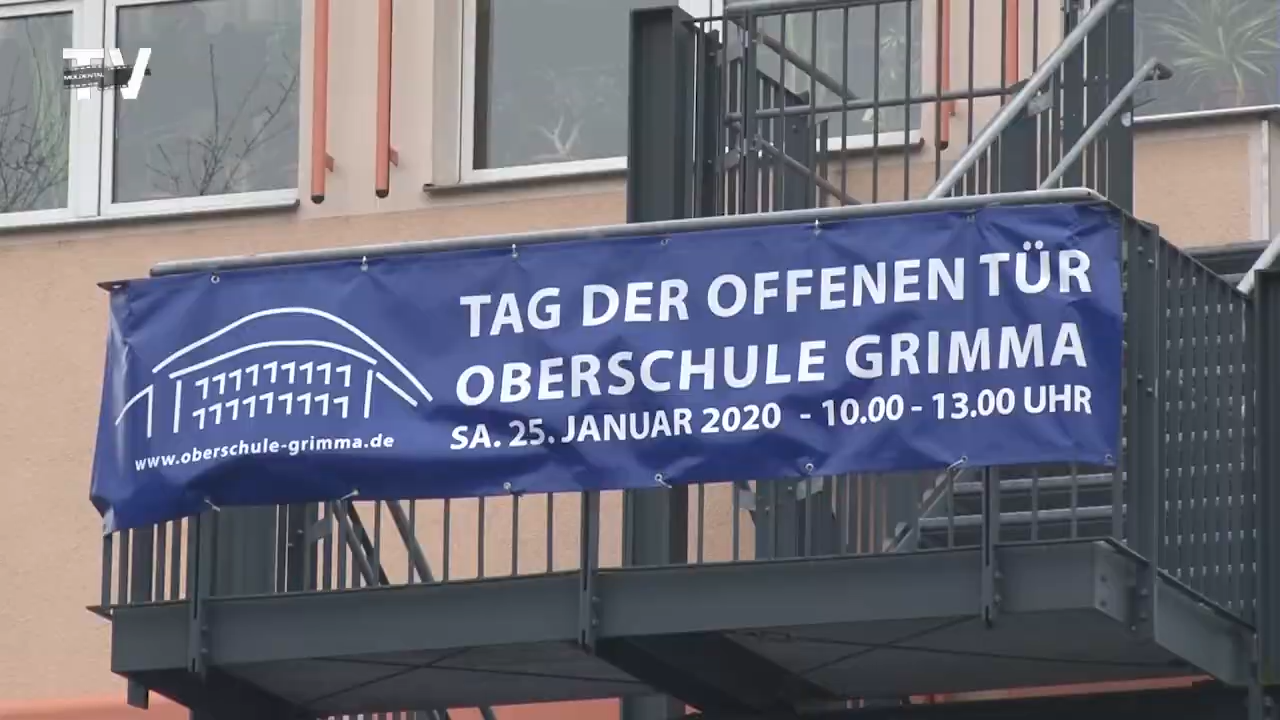 TV
MULDENTAL
TAG DER OFFENEN TÜR
OBERSCHULE GRIMMA
SA. 25. JANUAR 2020 - 10.00 - 13.00 UHR
www.oberschule-grimma.de